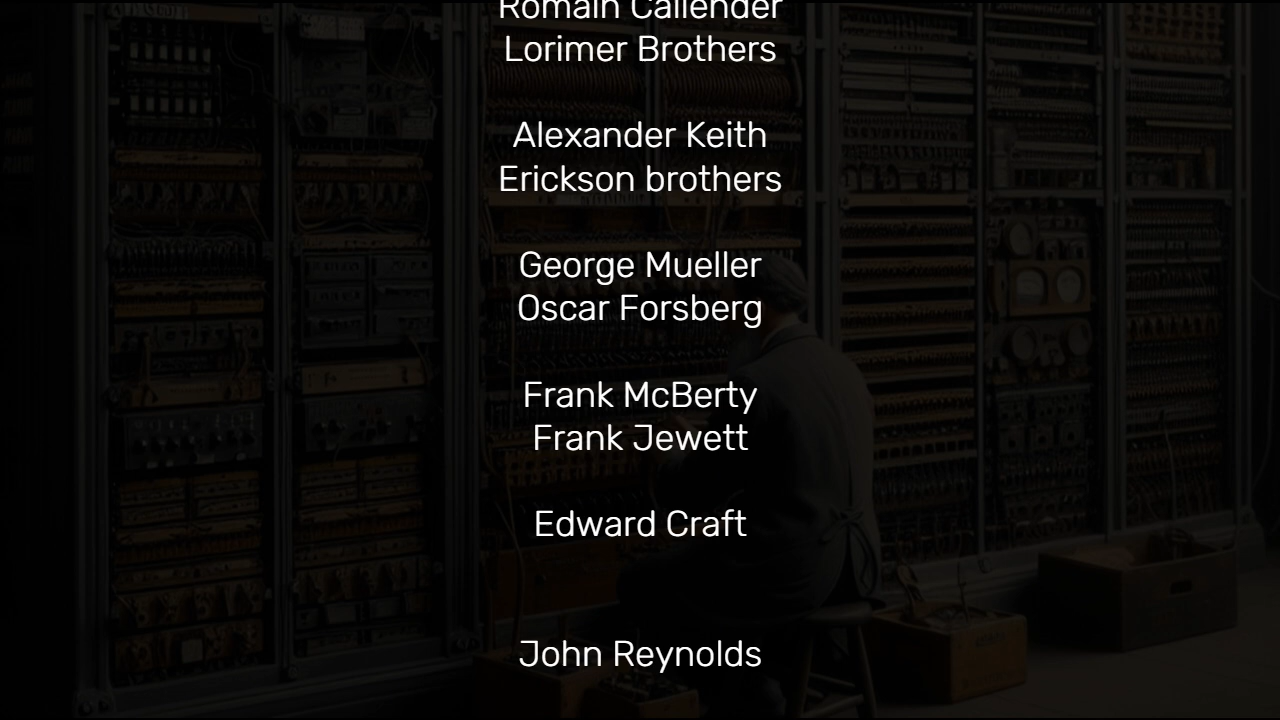 Romain Callender
Lorimer Brothers
Alexander Keith
Erickson brothers
George Mueller
Oscar Forsberg
Frank McBerty
Frank Jewett
Edward Craft
John Reynolds